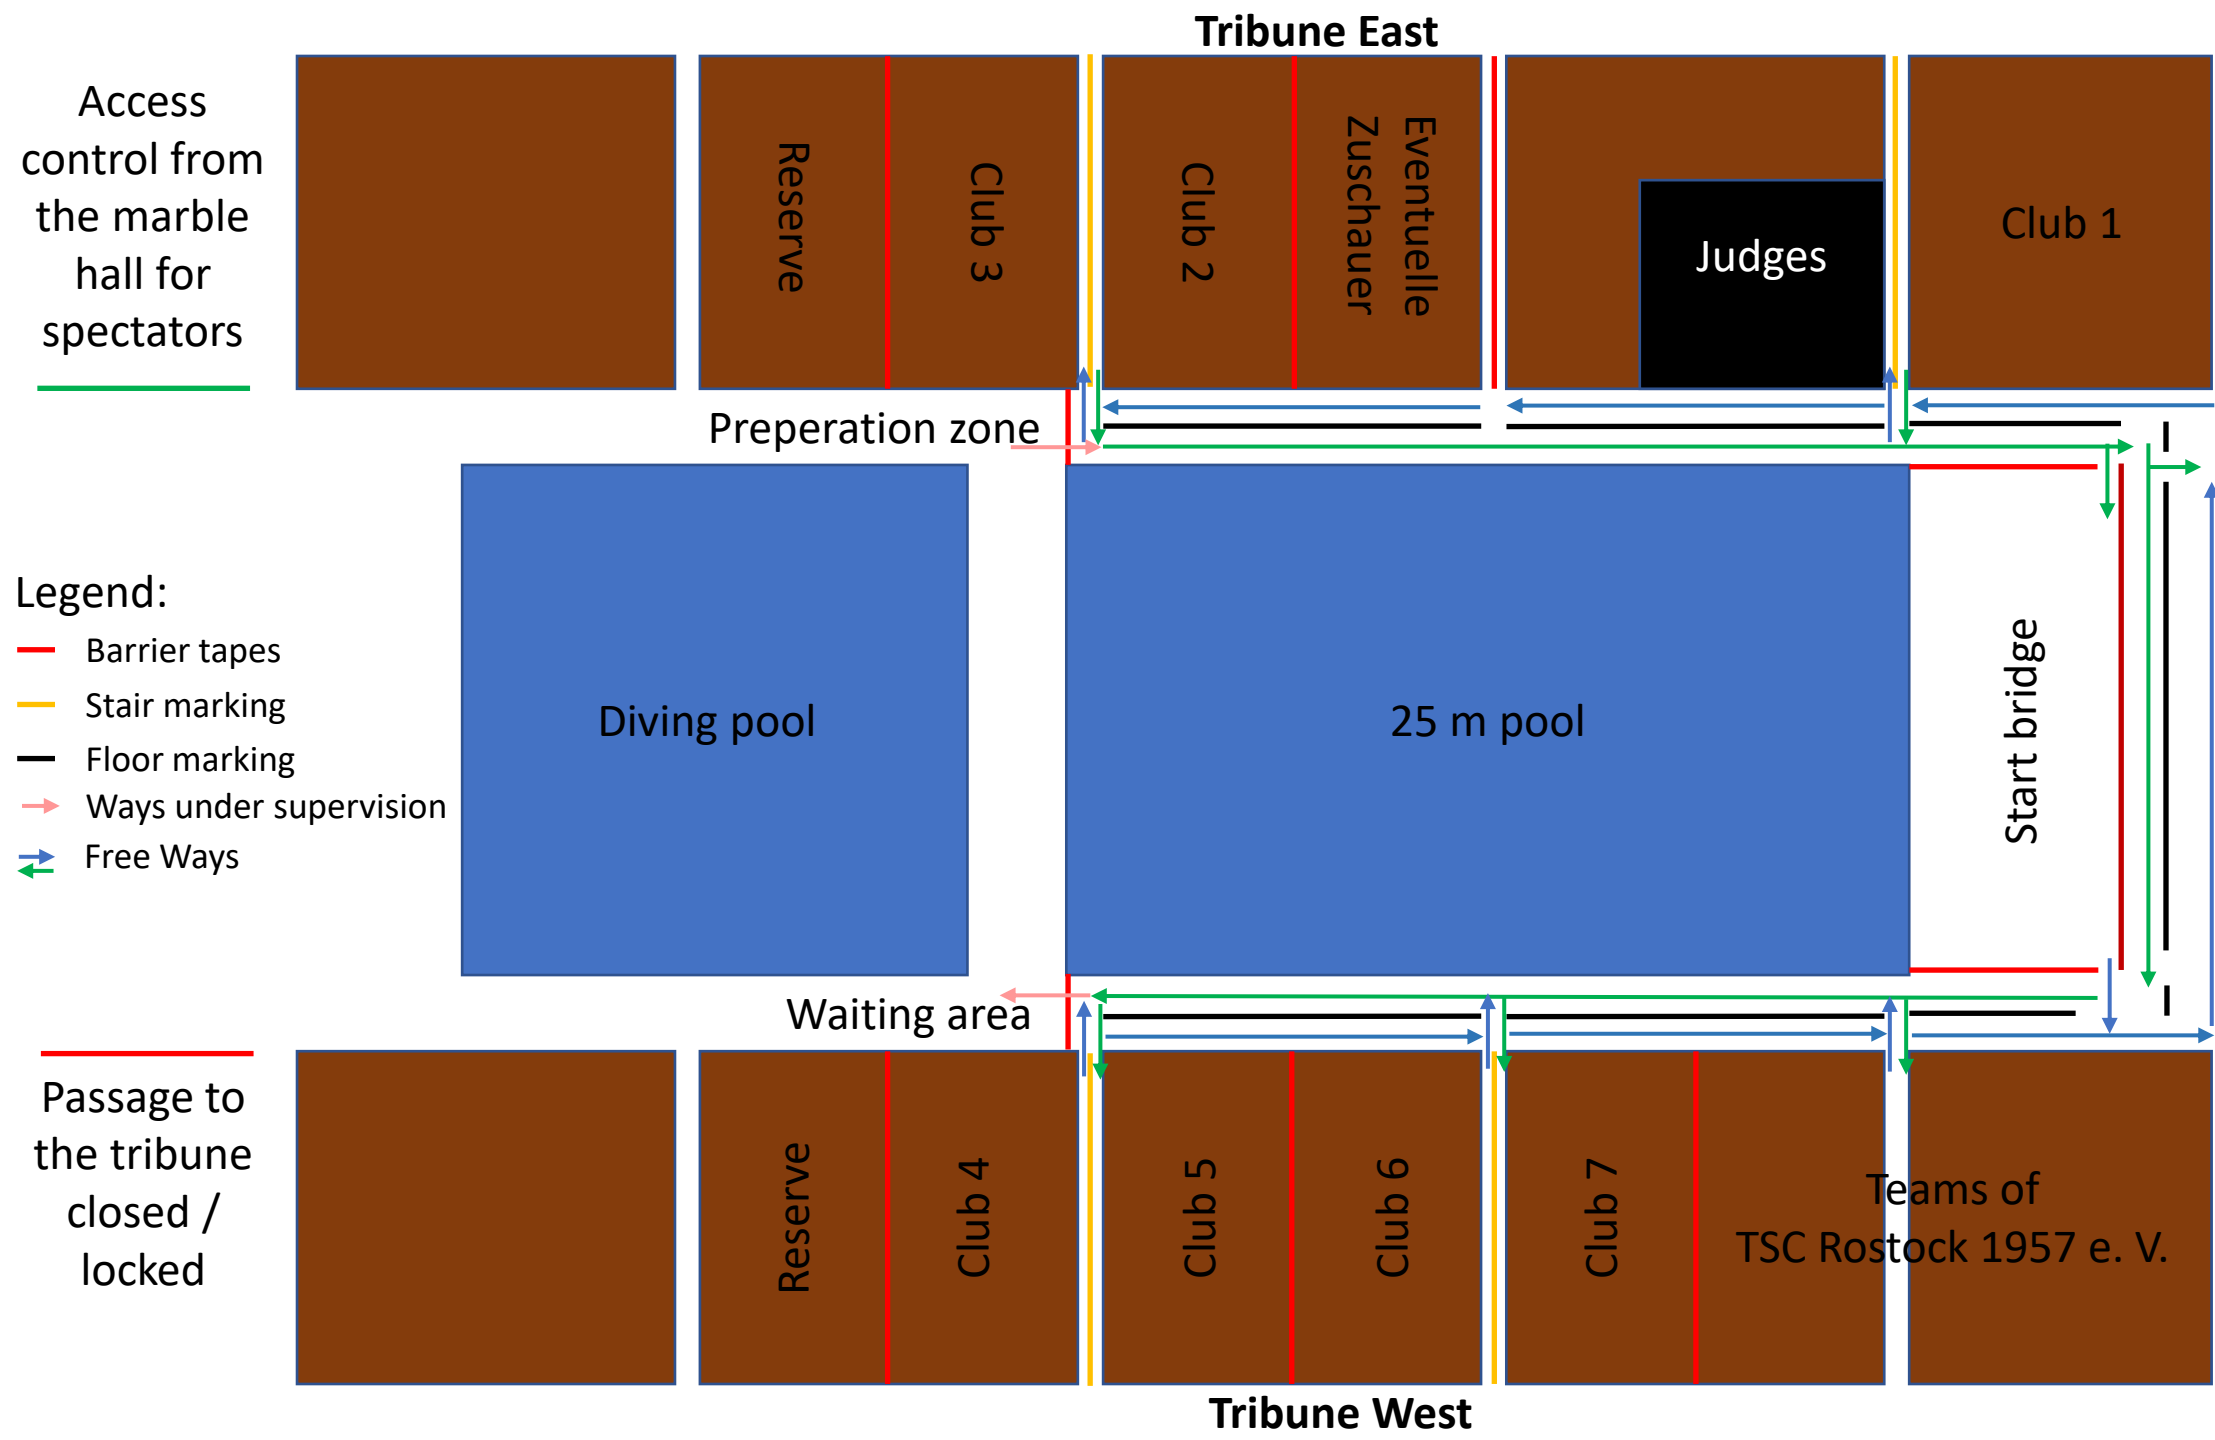 Tribune East
Access
control from
the marble
hall for
spectators
Reserve
Club 3
Club 2
Eventuelle
Zuschauer
Judges
Club 1
Preperation zone
Legend:
Barrier tapes
Stair marking
Floor marking
Ways under supervision
Free Ways
Diving pool
25 m pool
Start bridge
Waiting area
Passage to
the tribune
closed /
locked
Reserve
Club 4
Club 5
Club 6
Club 7
Teams of
TSC Rostock 1957 e. V.
Tribune West